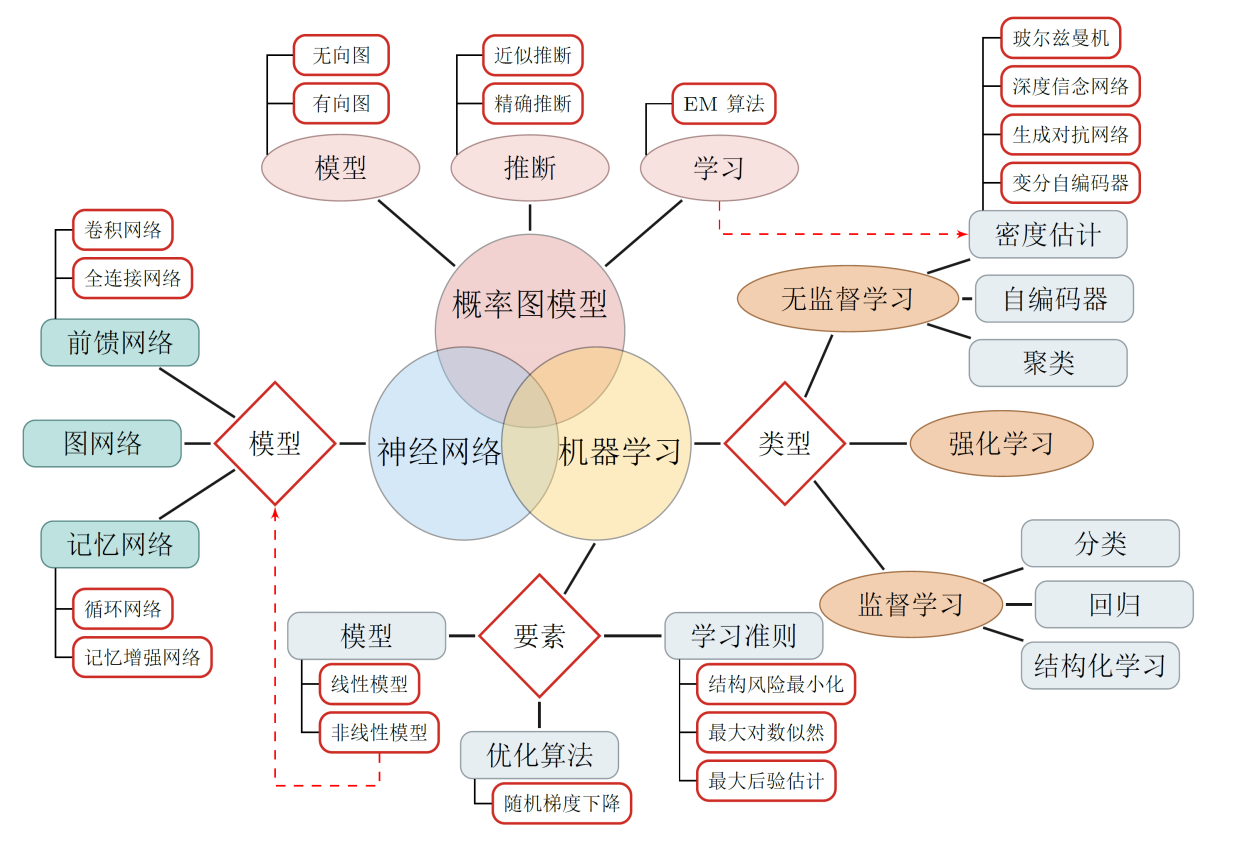 无向图
有向图
模型
近似推断
精确推断
推断
EM 算法
学习
玻尔兹曼机
深度信念网络
生成对抗网络
变分自编码器
密度估计
无监督学习
自编码器
聚类
卷积网络
全连接网络
前馈网络
图网络
模型
记忆网络
循环网络
记忆增强网络
概率图模型
神经网络
机器学习
类型
强化学习
监督学习
分类
回归
结构化学习
要素
模型
线性模型
非线性模型
优化算法
随机梯度下降
学习准则
结构风险最小化
最大对数似然
最大后验估计